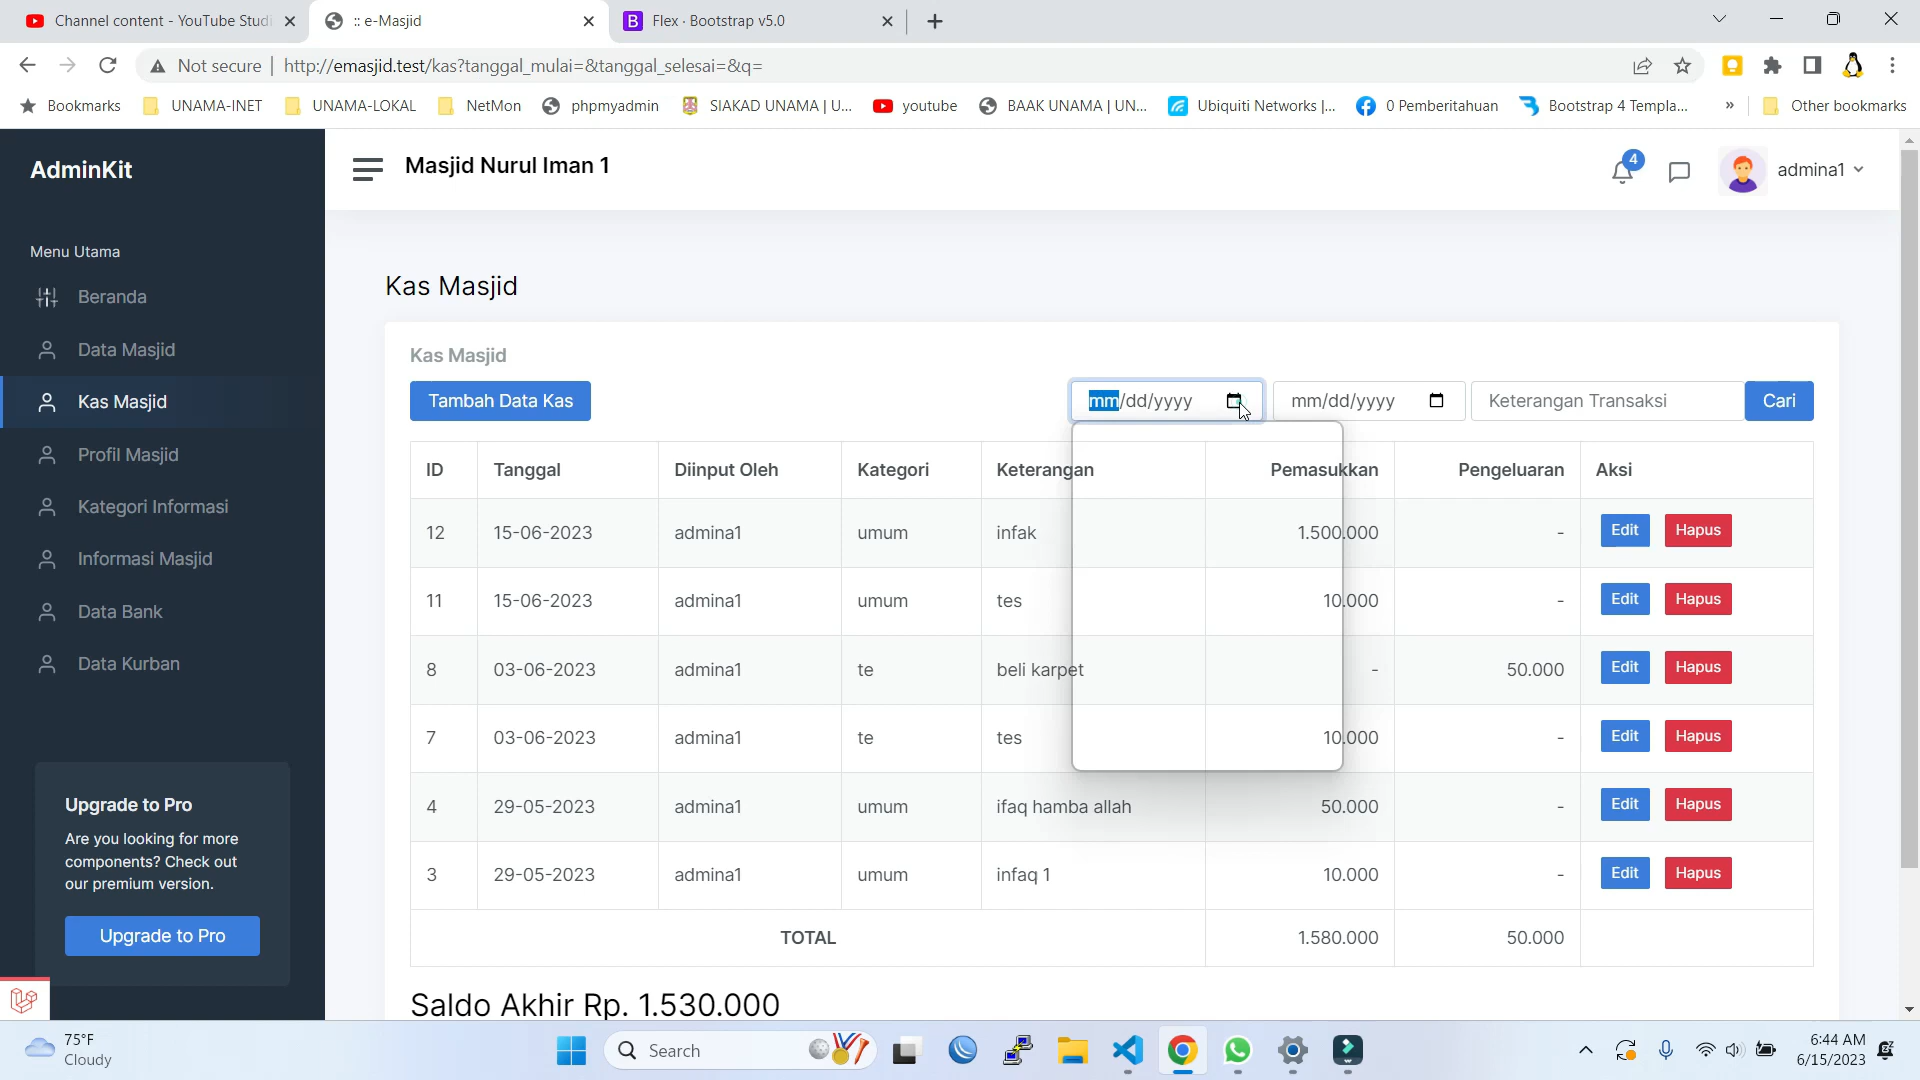 Channel content - YouTube Studi
:: e-Masjid
Flex · Bootstrap v5.0
Not secure
http://emasjid.test/kas?tanggal_mulai=&tanggal_selesai=&q=
Bookmarks
UNAMA-INET
UNAMA-LOKAL
NetMon
phpmyadmin
SIAKAD UNAMA | U...
youtube
BAAK UNAMA | UN...
Ubiquiti Networks |...
0 Pemberitahuan
Bootstrap 4 Templa...
»
Other bookmarks
AdminKit
Masjid Nurul Iman 1
4
admina1
Menu Utama
Beranda
Data Masjid
Kas Masjid
Profil Masjid
Kategori Informasi
Informasi Masjid
Data Bank
Data Kurban
Upgrade to Pro
Are you looking for more
components? Check out
our premium version.
Upgrade to Pro
Kas Masjid
Kas Masjid
Tambah Data Kas
mm/dd/yyyy
mm/dd/yyyy
Keterangan Transaksi
Cari
ID Tanggal Diinput Oleh Kategori Keterangan Pemasukkan Pengeluaran Aksi
12 15-06-2023 admina1 umum infak 1.500.000 - Edit Hapus
11 15-06-2023 admina1 umum tes 10.000 - Edit Hapus
8 03-06-2023 admina1 te beli karpet - 50.000 Edit Hapus
7 03-06-2023 admina1 te tes 10.000 - Edit Hapus
4 29-05-2023 admina1 umum ifaq hamba allah 50.000 - Edit Hapus
3 29-05-2023 admina1 umum infaq 1 10.000 - Edit Hapus
TOTAL 1.580.000 50.000
Saldo Akhir Rp. 1.530.000
75°F
Cloudy
Search
6:44 AM
6/15/2023